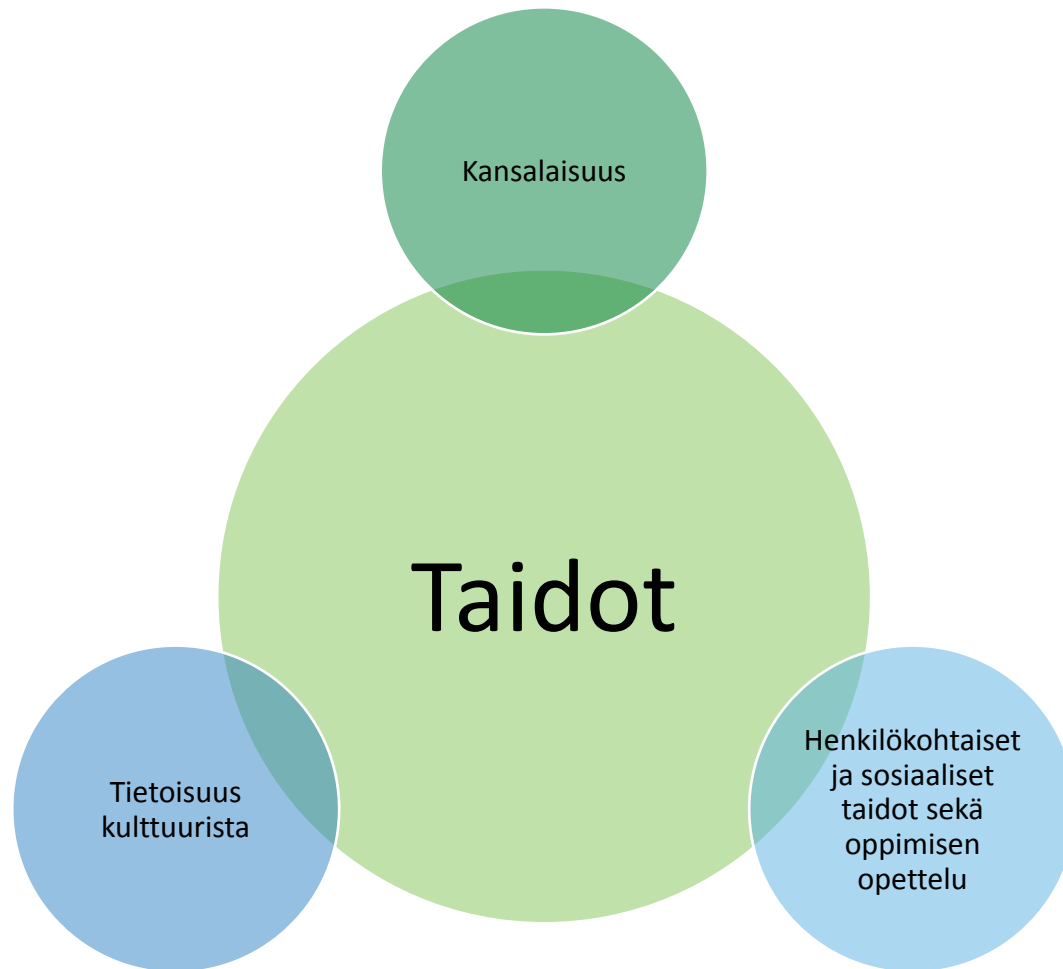 Kansalaisuus
Taidot
Tietoisuus
kulttuurista
Henkilökohtaiset
ja sosiaaliset
taidot sekä
oppimisen
opettelu